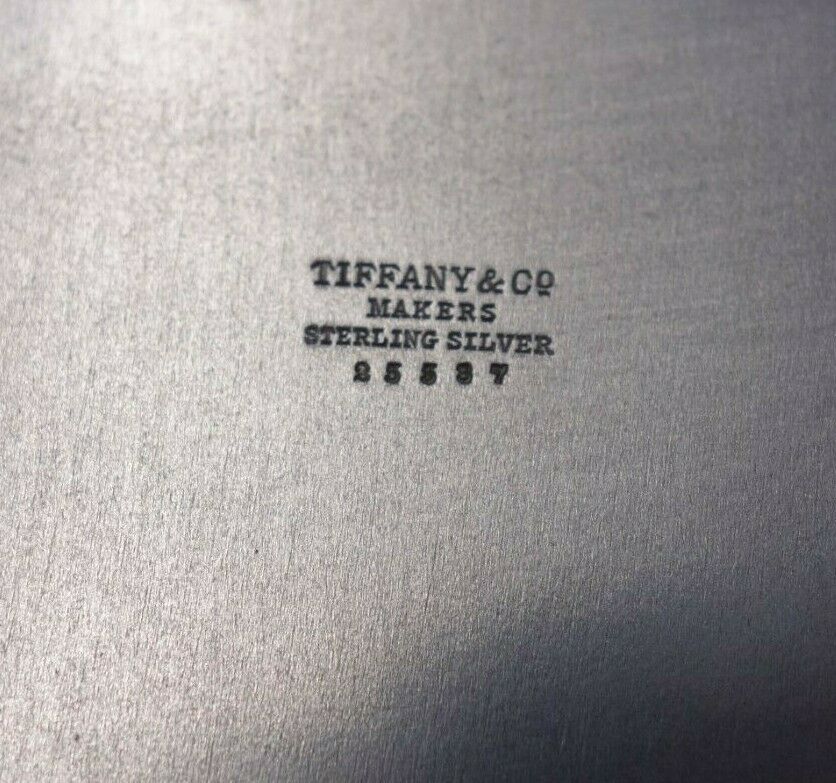 TIFFANY & Cº
MAKERS
STERLING SILVER
25537